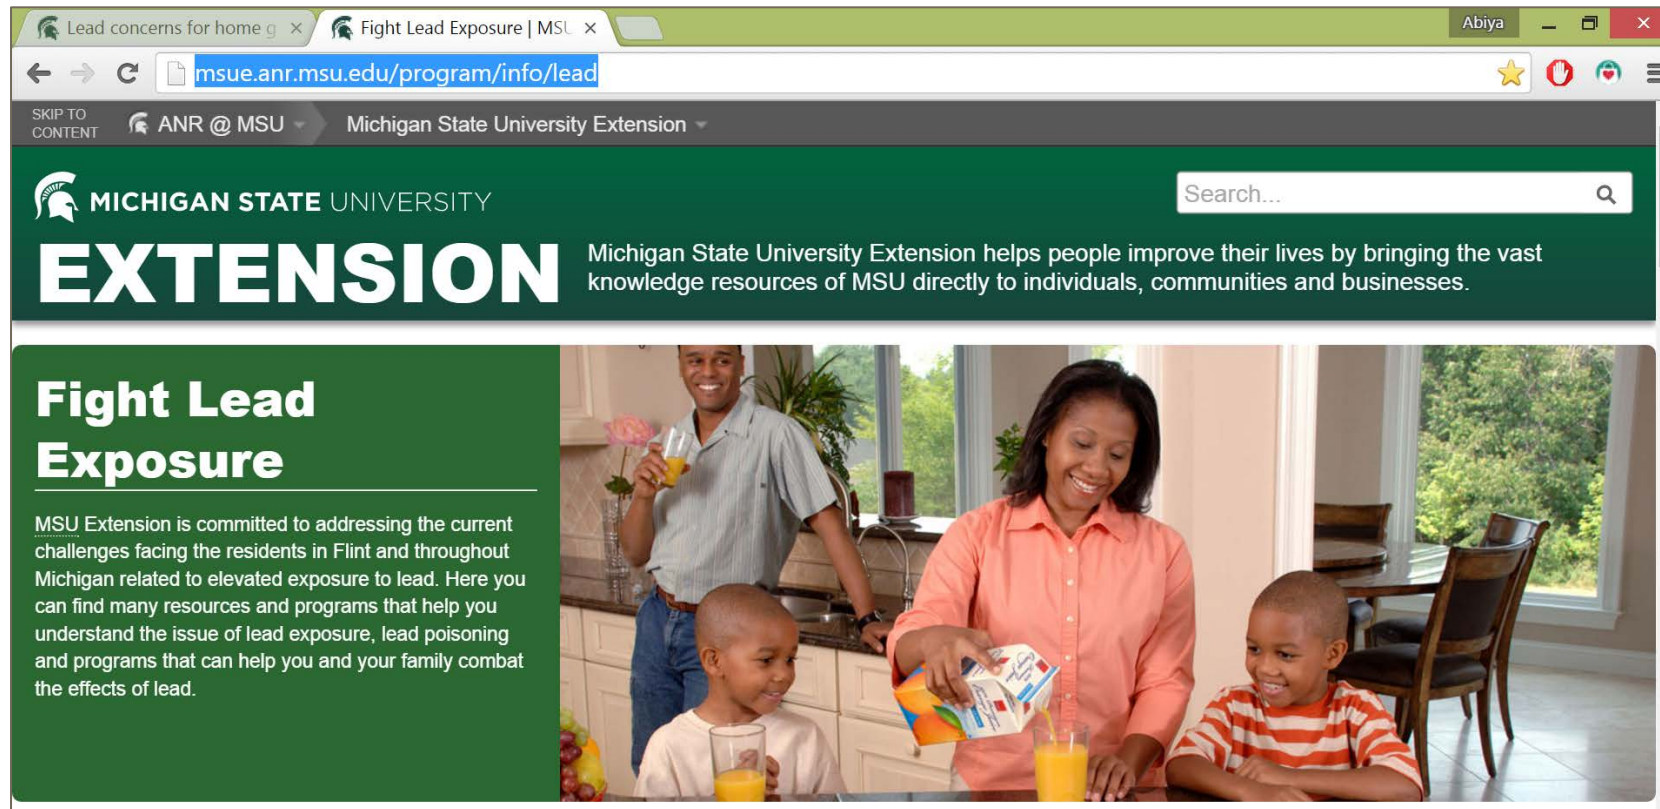 Lead concerns for home g
Fight Lead Exposure | MSU
Abiya
msue.anr.msu.edu/program/info/lead
SKIP TO
CONTENT
ANR @ MSU
Michigan State University Extension
MICHIGAN STATE UNIVERSITY
Search...
EXTENSION
Michigan State University Extension helps people improve their lives by bringing the vast
knowledge resources of MSU directly to individuals, communities and businesses.
Fight Lead
Exposure
MSU Extension is committed to addressing the current
challenges facing the residents in Flint and throughout
Michigan related to elevated exposure to lead. Here you
can find many resources and programs that help you
understand the issue of lead exposure, lead poisoning
and programs that can help you and your family combat
the effects of lead.